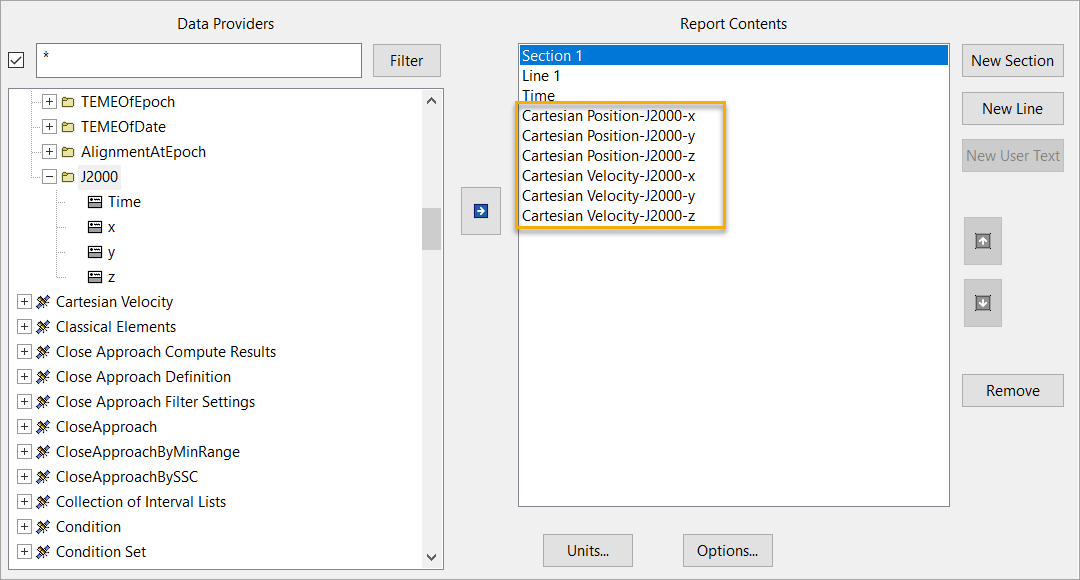 Data Providers
*
Filter
TEMEOfEpoch
TEMEOfDate
AlignmentAtEpoch
J2000
Time
x
y
z
Cartesian Velocity
Classical Elements
Close Approach Compute Results
Close Approach Definition
Close Approach Filter Settings
CloseApproach
CloseApproachByMinRange
CloseApproachBySSC
Collection of Interval Lists
Condition
Condition Set
Report Contents
Section 1
Line 1
Time
Cartesian Position-J2000-x
Cartesian Position-J2000-y
Cartesian Position-J2000-z
Cartesian Velocity-J2000-x
Cartesian Velocity-J2000-y
Cartesian Velocity-J2000-z
Units...
Options...
New Section
New Line
New User Text
Remove